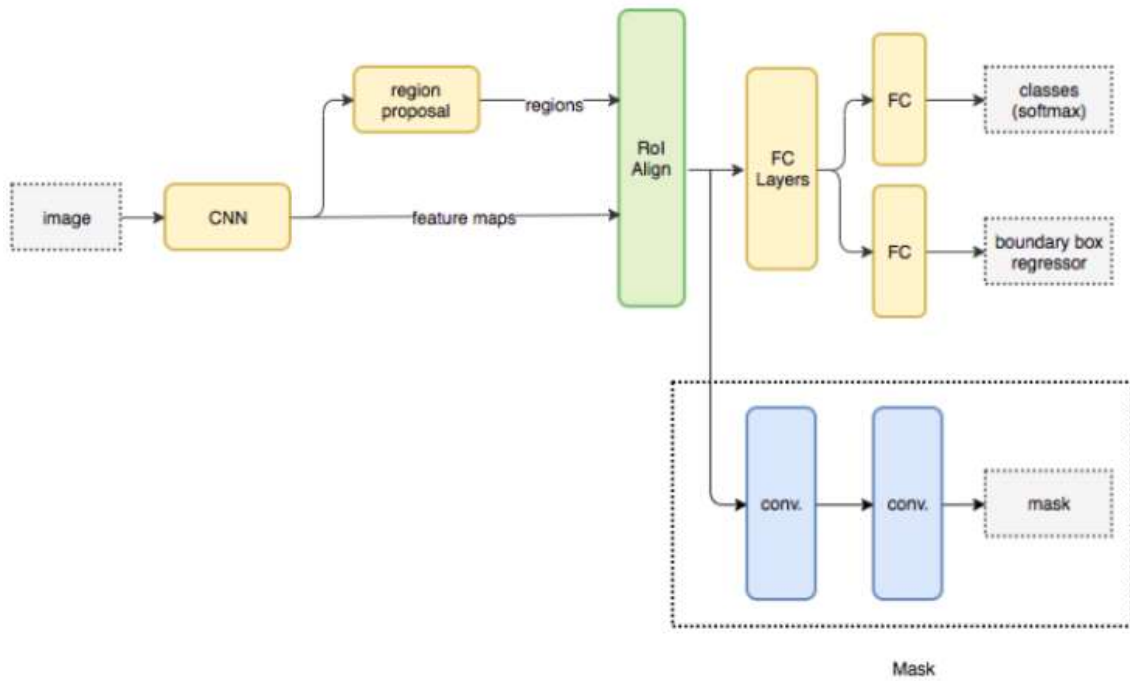 region
proposal
regions
RoI
Align
FC
Layers
FC
classes
(softmax)
image
CNN
feature maps
FC
boundary box
regressor
conv.
conv.
mask
Mask